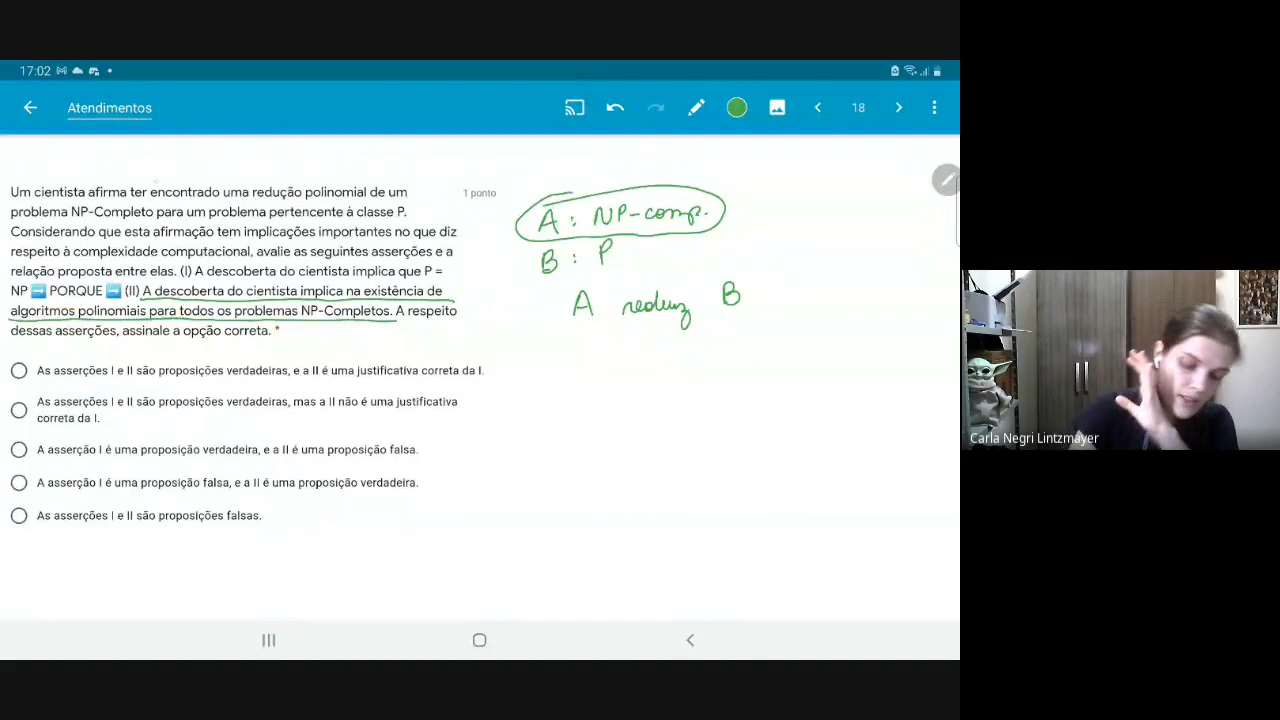 17:02
Atendimentos
18
Um cientista afirma ter encontrado uma redução polinomial de um
1 ponto
problema NP-Completo para um problema pertencente à classe P.
Considerando que esta afirmação tem implicações importantes no que diz
respeito à complexidade computacional, avalie as seguintes asserções e a
relação proposta entre elas. (I) A descoberta do cientista implica que P =
NP ➡️ PORQUE ➡️ (II) A descoberta do cientista implica na existência de
algoritmos polinomiais para todos os problemas NP-Completos. A respeito
dessas asserções, assinale a opção correta. *
As asserções I e II são proposições verdadeiras, e a II é uma justificativa correta da I.
As asserções I e II são proposições verdadeiras, mas a II não é uma justificativa
correta da I.
A asserção I é uma proposição verdadeira, e a II é uma proposição falsa.
A asserção I é uma proposição falsa, e a II é uma proposição verdadeira.
As asserções I e II são proposições falsas.
A : NP-comp.
B : P
A reduz B
Carla Negri Lintzmayer